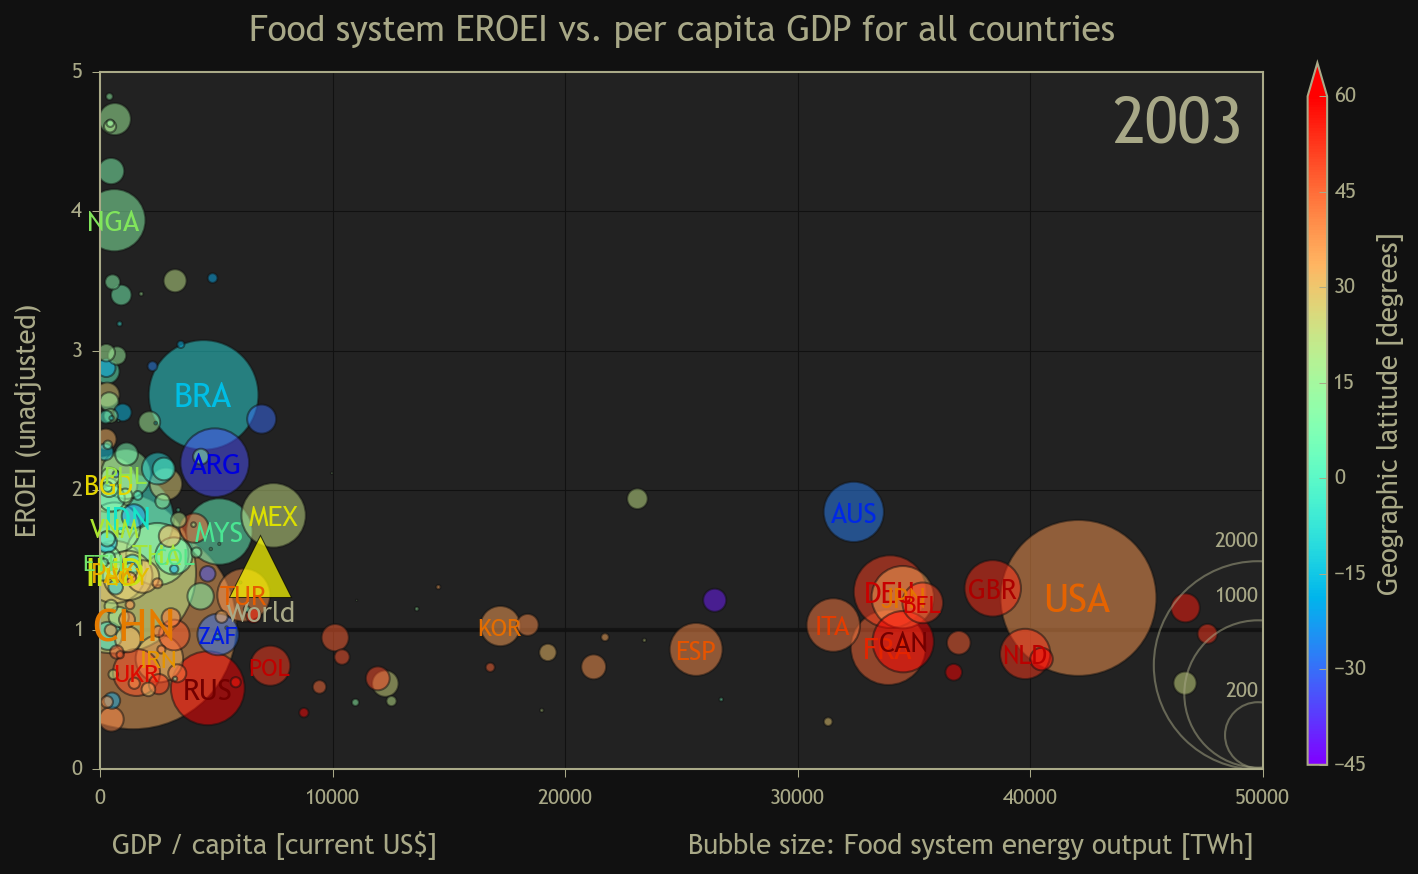 Food system EROEI vs. per capita GDP for all countries
2003
EROEI (unadjusted)
5
4
3
2
1
0
NGA
BRA
ARG
BGD
MEX
AUS
MYS
VNM
TUR
World
CHN
ZAF
UKR
RUS
POL
KOR
ESP
ITA
DEU
BEL
CAN
GBR
NLD
USA
2000
1000
200
0
10000
20000
30000
40000
50000
GDP / capita [current US$]
Bubble size: Food system energy output [TWh]
60
45
30
15
0
−15
−30
−45
Geographic latitude [degrees]